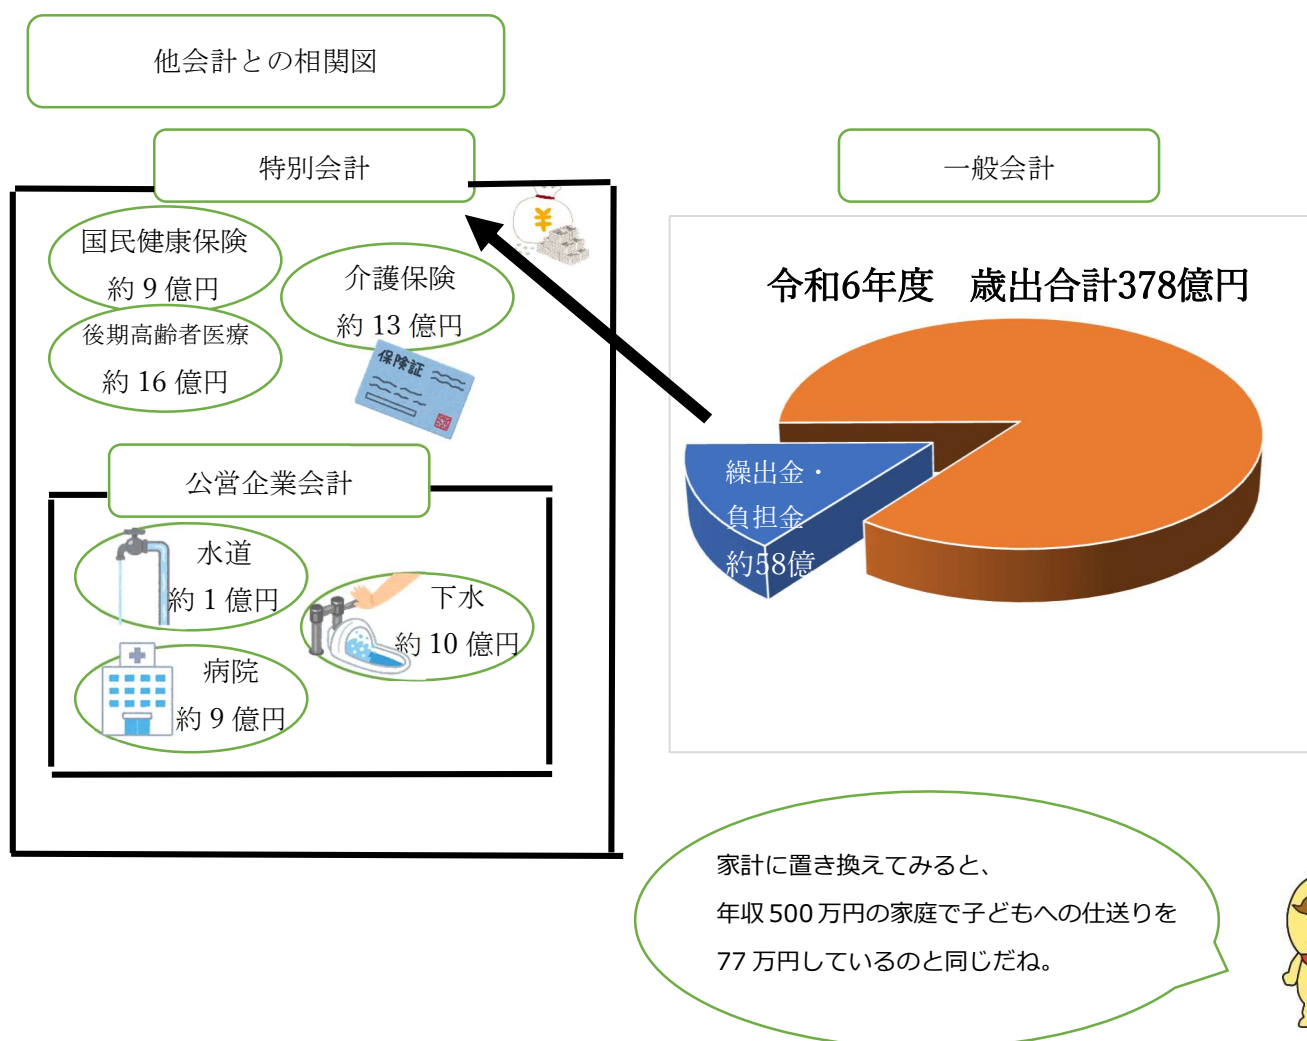 他会計との相関図
特別会計
国民健康保険
約 9 億円
介護保険
約 13 億円
後期高齢者医療
約 16 億円
保険証
¥
公営企業会計
水道
約 1 億円
下水
約 10 億円
病院
約 9 億円
一般会計
令和6年度 歳出合計378億円
繰出金・
負担金
約58億
家計に置き換えてみると、
年収 500 万円の家庭で子どもへの仕送りを
77 万円しているのと同じだね。